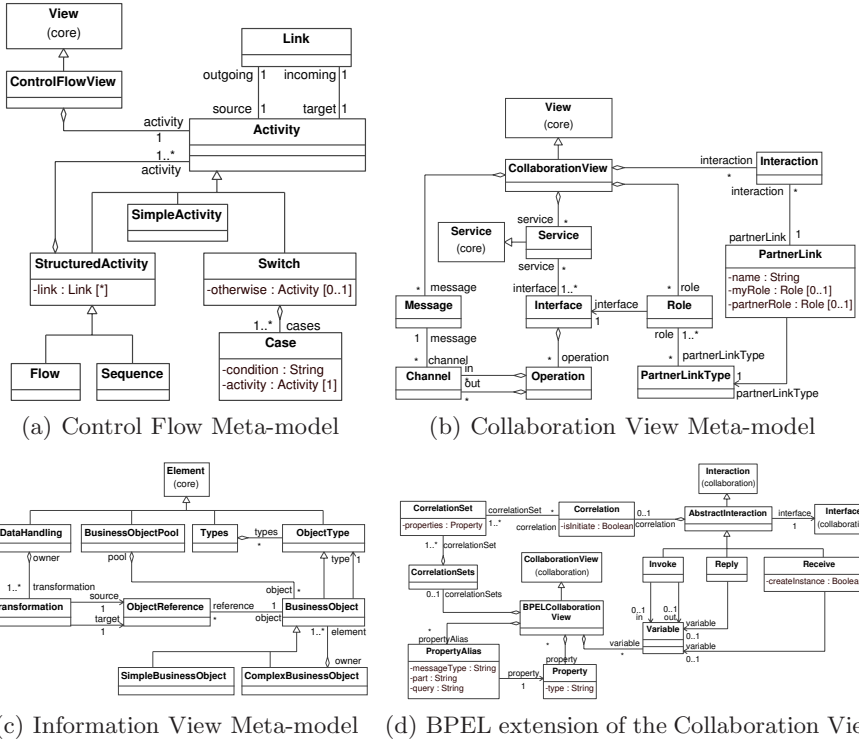 View
(core)
ControlFlowView
Link
outgoing 1
incoming 1
source 1
target 1
activity
1
Activity
1..*
activity
SimpleActivity
StructuredActivity
-link : Link [*]
Switch
-otherwise : Activity [0..1]
1..* cases
Case
-condition : String
-activity : Activity [1]
Flow
Sequence
(a) Control Flow Meta-model
View
(core)
CollaborationView
interaction
*
Interaction
interaction *
Service
(core)
service *
Service
service *
interface 1..*
partnerLink 1
PartnerLink
-name : String
-myRole : Role [0..1]
-partnerRole : Role [0..1]
* message
Message
1 message
* channel
Channel
Interface
interface
1
* role
Role
role 1..*
* operation
in
*
out
*
Operation
* partnerLinkType
PartnerLinkType
1
partnerLinkType
(b) Collaboration View Meta-model
Element
(core)
DataHandling
BusinessObjectPool
Types
types
*
ObjectType
owner
pool
type 1
1..* transformation
source
1
target
1
ObjectReference
reference
*
1
object
object *
BusinessObject
1..* element
SimpleBusinessObject
ComplexBusinessObject
owner
(c) Information View Meta-model
Interaction
(collaboration)
CorrelationSet
-properties : Property
correlationSet
1..*
*
correlation
Correlation
-isInitiate : Boolean
0..1
correlation
AbstractInteraction
interface
1
1..* correlationSet
CorrelationSets
0..1 correlationSets
CollaborationView
(collaboration)
BPELCollaboration
View
Invoke
Reply
Receive
0..1
in
0..1
out
Variable
variable
0..1
variable
0..1
variable
*
*
propertyAlias
PropertyAlias
-messageType : String
-part : String
-query : String
property
1
*
property
Property
-type : String
(d) BPEL extension of the Collaboration